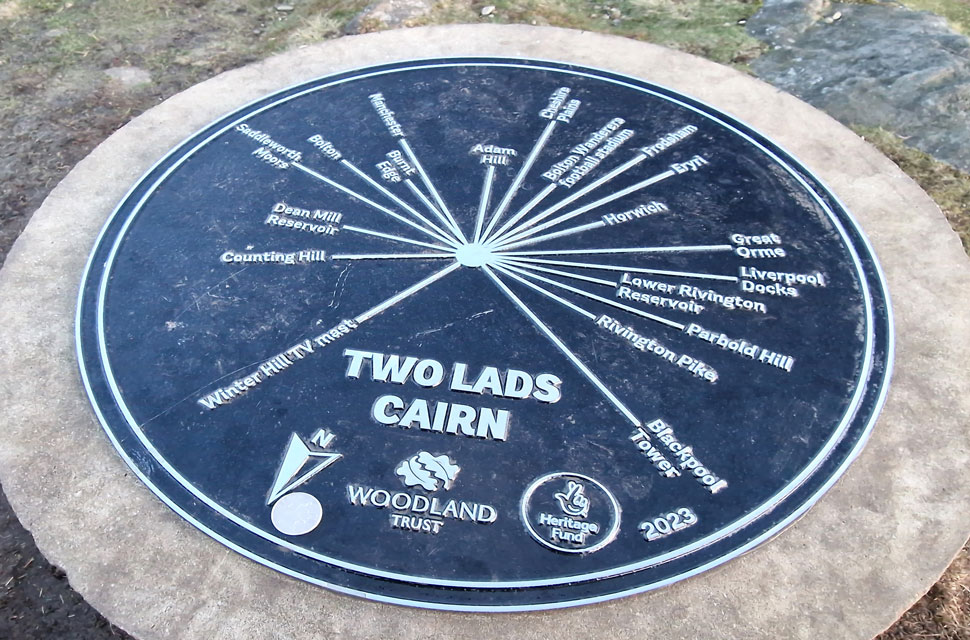 Saddleworth
Moors
Bolton
Manchester
Burnt
Edge
Adam
Hill
Cheshire
Plains
Bolton Wanderers
football stadium
Frodsham
Eryri
Horwich
Great
Orme
Liverpool
Docks
Lower Rivington
Reservoir
Parbold Hill
Rivington Pike
Blackpool
Tower
Dean Mill
Reservoir
Counting Hill
Winter Hill TV mast
TWO LADS
CAIRN
N
WOODLAND
TRUST
Heritage
Fund
2023